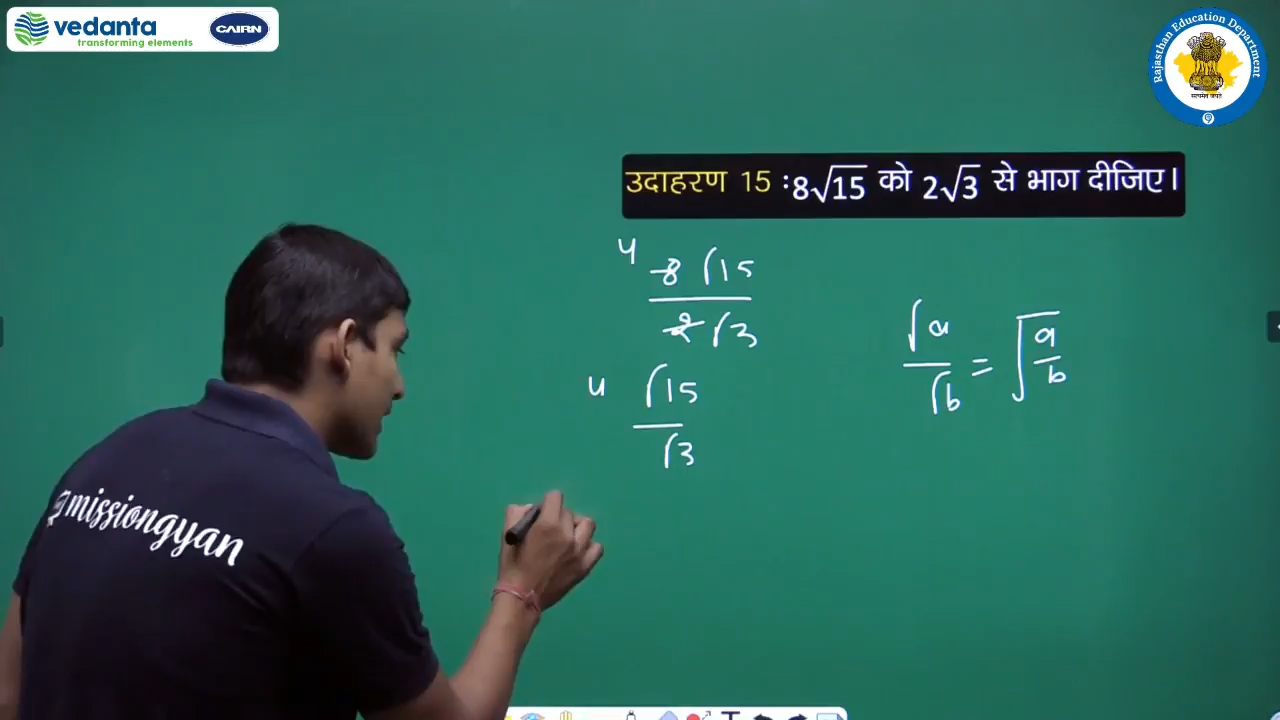 vedanta
transforming elements
CAIRN
Rajasthan Education Department
सत्यमेव जयते
उदाहरण 15 : 8√15 को 2√3 से भाग दीजिए।
4 8 √15
2 √3
4 √15
√3
√a
√b
=
√a/b
missiongyan
T